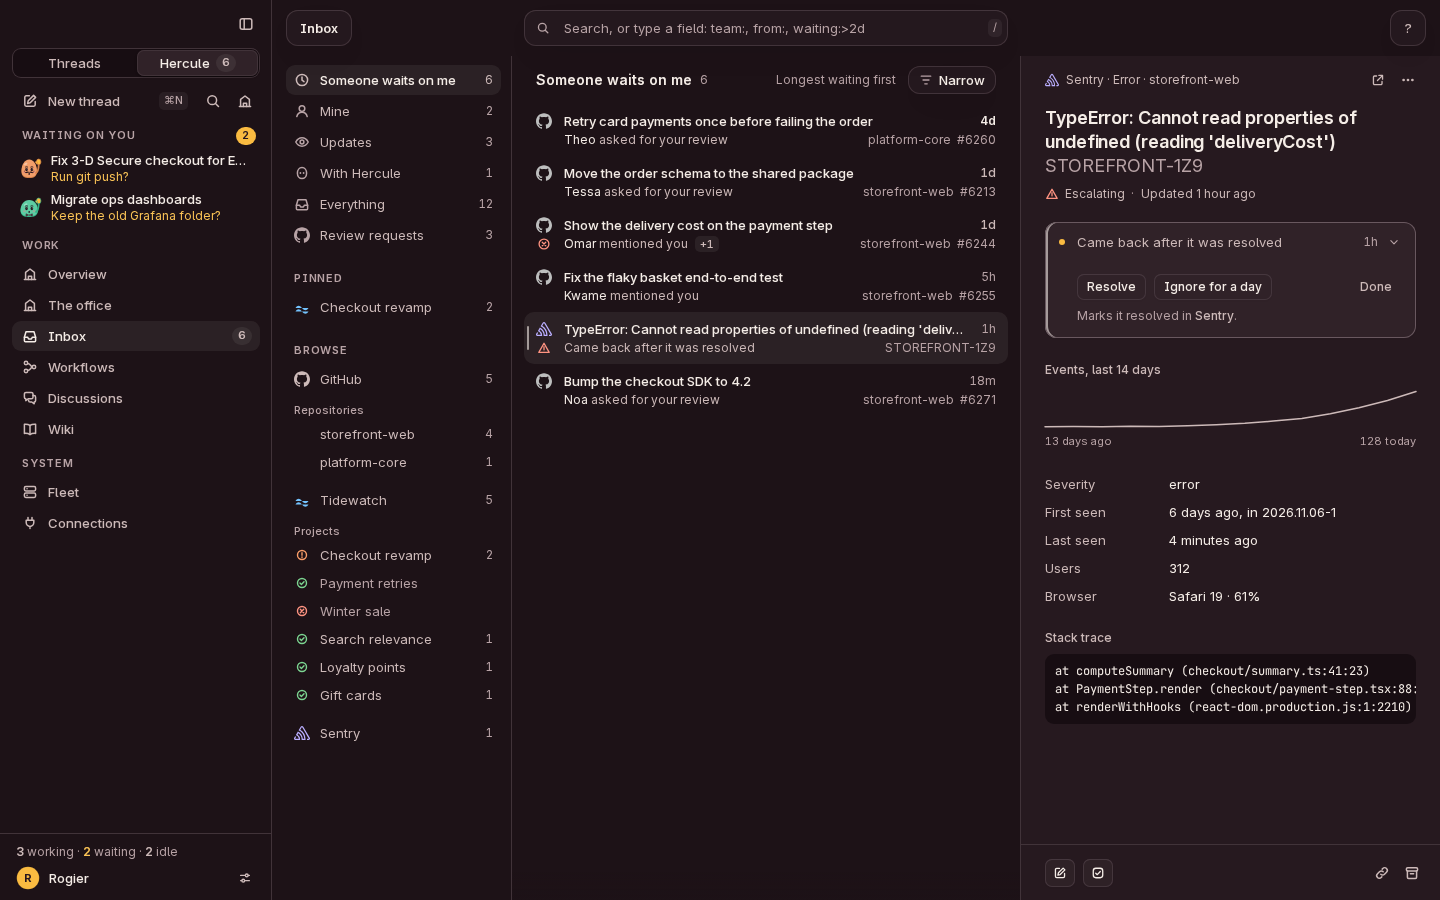 Threads
Hercule 6
New thread
⌘N
WAITING ON YOU
2
Fix 3-D Secure checkout for E…
Run git push?
Migrate ops dashboards
Keep the old Grafana folder?
WORK
Overview
The office
Inbox
6
Workflows
Discussions
Wiki
SYSTEM
Fleet
Connections
3 working · 2 waiting · 2 idle
R
Rogier
Inbox
Someone waits on me 6
Mine 2
Updates 3
With Hercule 1
Everything 12
Review requests 3
PINNED
Checkout revamp 2
BROWSE
GitHub 5
Repositories
storefront-web 4
platform-core 1
Tidewatch 5
Projects
Checkout revamp 2
Payment retries
Winter sale
Search relevance 1
Loyalty points 1
Gift cards 1
Sentry 1
Search, or type a field: team:, from:, waiting:>2d
/
?
Someone waits on me 6
Longest waiting first
Narrow
Retry card payments once before failing the order 4d
Theo asked for your review platform-core #6260
Move the order schema to the shared package 1d
Tessa asked for your review storefront-web #6213
Show the delivery cost on the payment step 1d
Omar mentioned you +1 storefront-web #6244
Fix the flaky basket end-to-end test 5h
Kwame mentioned you storefront-web #6255
TypeError: Cannot read properties of undefined (reading 'deliv… 1h
Came back after it was resolved STOREFRONT-1Z9
Bump the checkout SDK to 4.2 18m
Noa asked for your review storefront-web #6271
Sentry · Error · storefront-web
TypeError: Cannot read properties of
undefined (reading 'deliveryCost')
STOREFRONT-1Z9
Escalating · Updated 1 hour ago
Came back after it was resolved 1h
Resolve
Ignore for a day
Done
Marks it resolved in Sentry.
Events, last 14 days
13 days ago 128 today
Severity error
First seen 6 days ago, in 2026.11.06-1
Last seen 4 minutes ago
Users 312
Browser Safari 19 · 61%
Stack trace
at computeSummary (checkout/summary.ts:41:23)
at PaymentStep.render (checkout/payment-step.tsx:88:
at renderWithHooks (react-dom.production.js:1:2210)